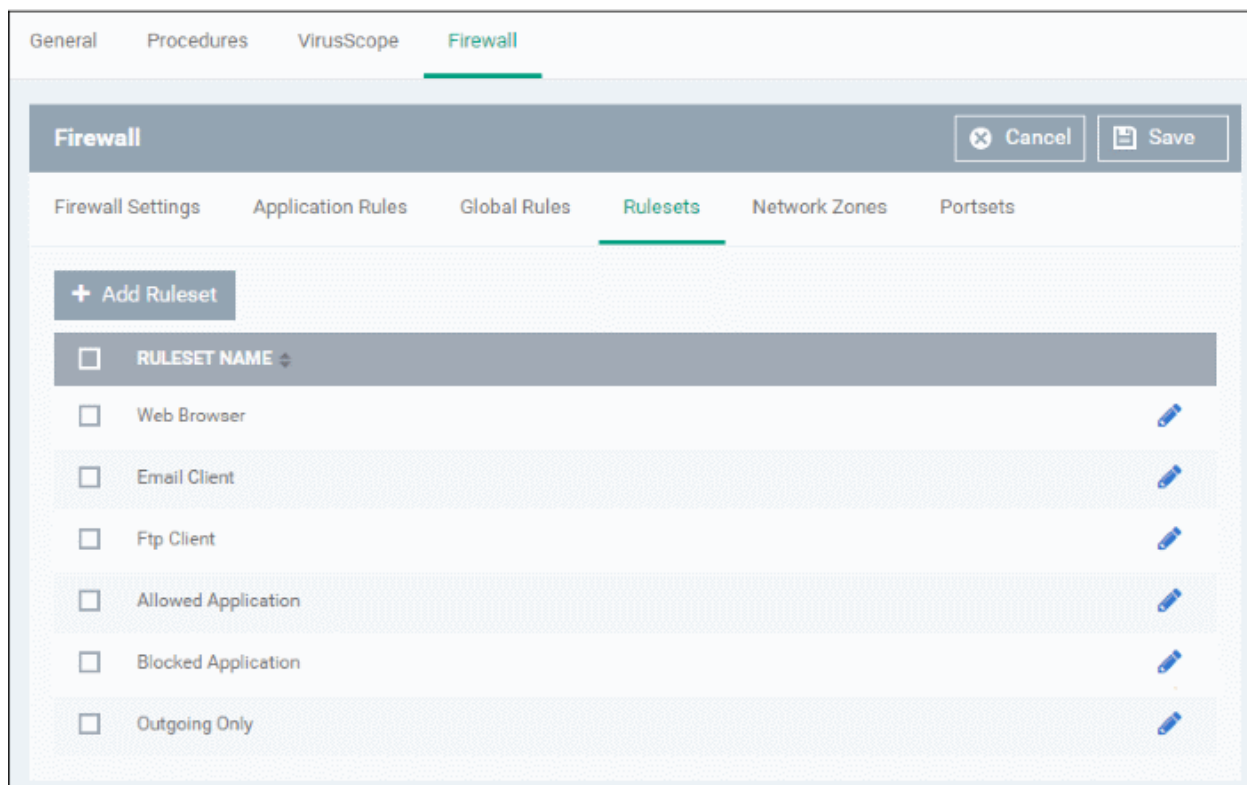 General Procedures VirusScope Firewall
Firewall Cancel Save
Firewall Settings Application Rules Global Rules Rulesets Network Zones Portsets
+ Add Ruleset
RULESET NAME
Web Browser
Email Client
Ftp Client
Allowed Application
Blocked Application
Outgoing Only